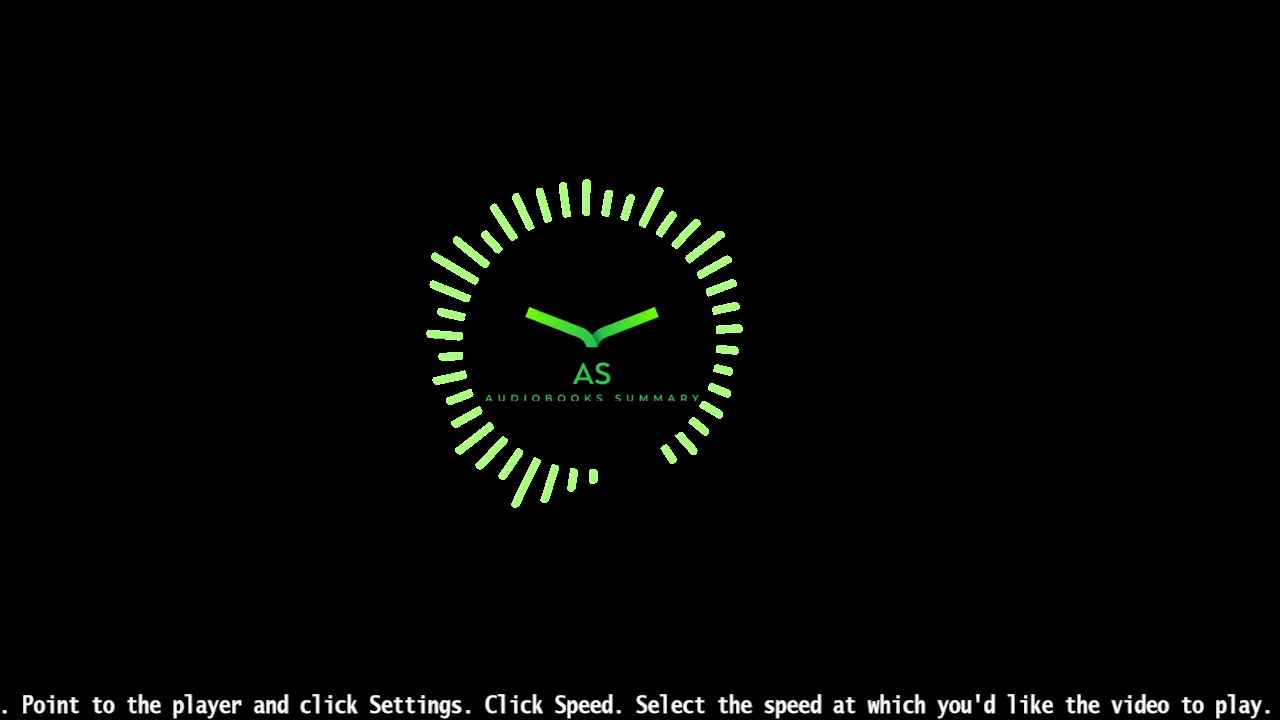 AS
AUDIOBOOKS SUMMARY
. Point to the player and click Settings. Click Speed. Select the speed at which you'd like the video to play.